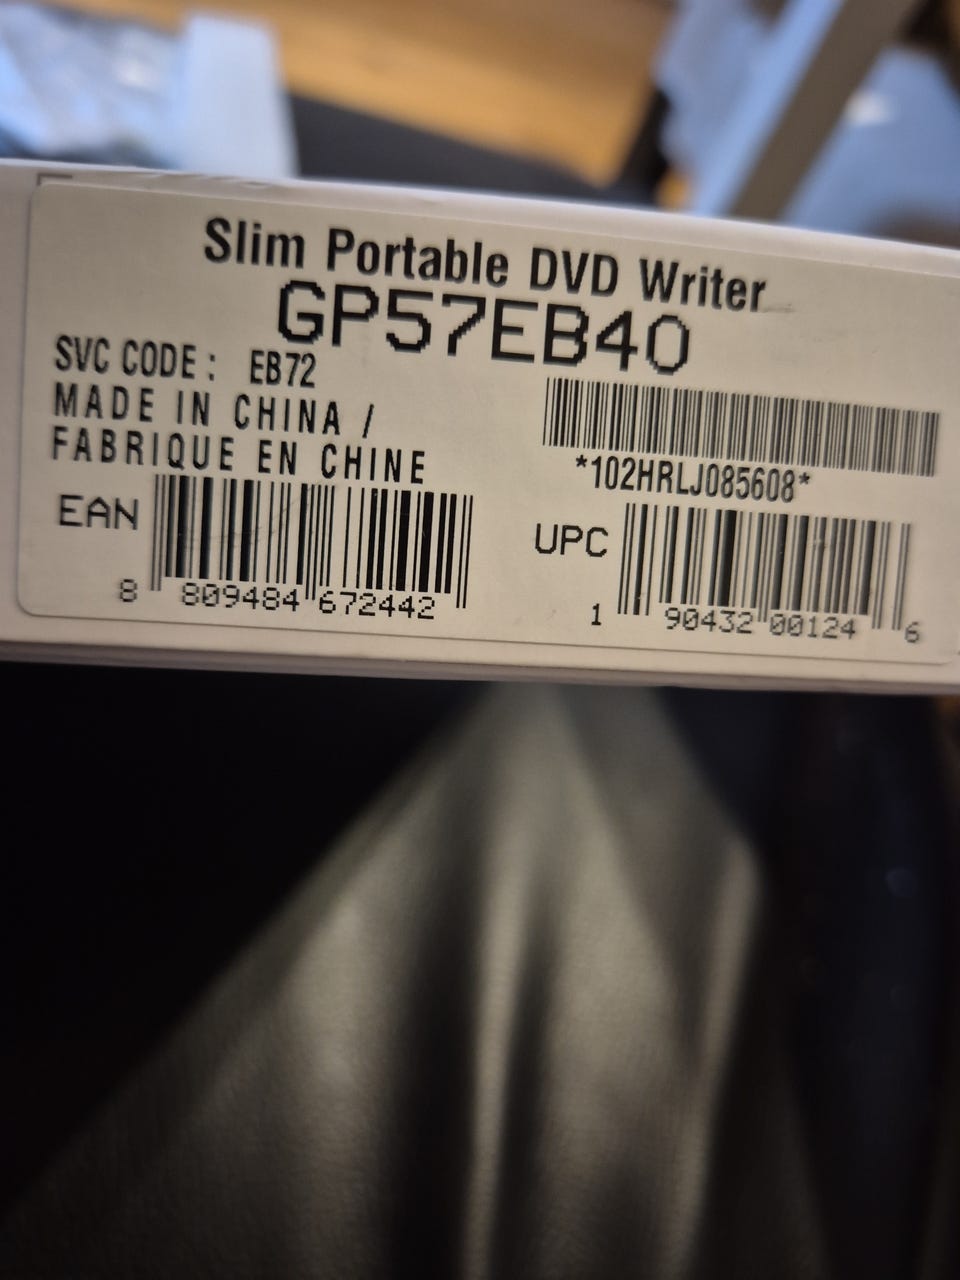 Slim Portable DVD Writer
GP57EB40
SVC CODE : EB72
MADE IN CHINA /
FABRIQUE EN CHINE
*102HRLJ085608*
EAN
8 809484 672442
UPC
1 90432 00124 6